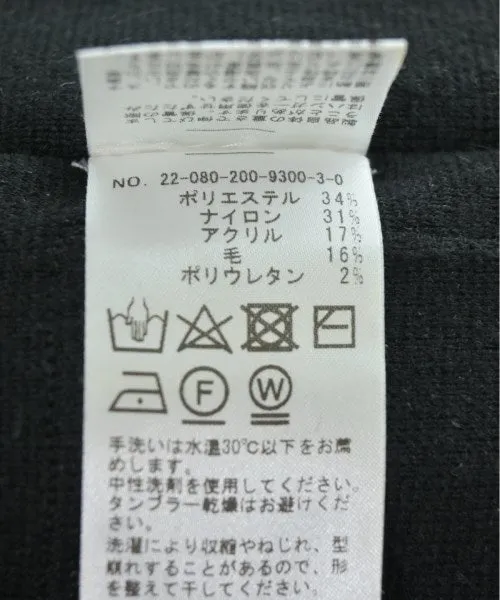 NO. 22-080-200-9300-3-0
ポリエステル 34%
ナイロン 31%
アクリル 17%
毛 16%
ポリウレタン 2%
F W
手洗いは水温30℃以下をお薦
めします。
中性洗剤を使用してください。
タンブラー乾燥はお避けくだ
さい。
洗濯により収縮やねじれ、型
崩れすることがあるので、形
を整えて干してください。